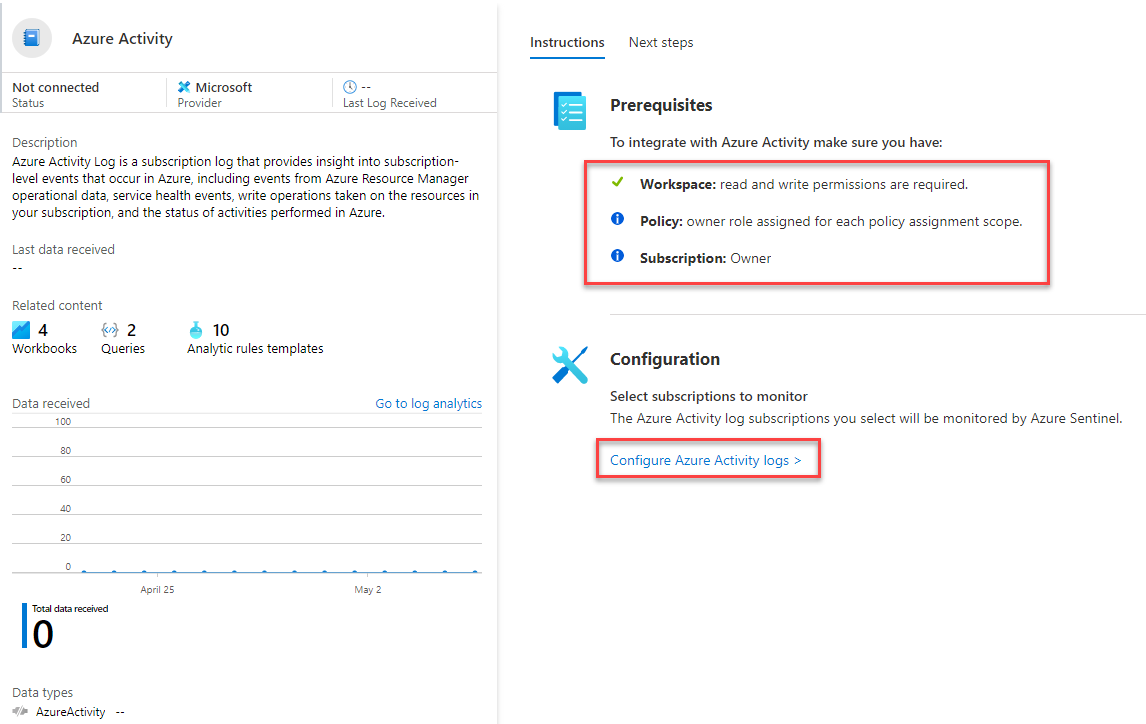 Azure Activity
Not connected
Status
Microsoft
Provider
--
Last Log Received
Description
Azure Activity Log is a subscription log that provides insight into subscription-
level events that occur in Azure, including events from Azure Resource Manager
operational data, service health events, write operations taken on the resources in
your subscription, and the status of activities performed in Azure.
Last data received
--
Related content
4
Workbooks
2
Queries
10
Analytic rules templates
Data received
Go to log analytics
100
80
60
40
20
0
April 25
May 2
Total data received
0
Data types
AzureActivity --
Instructions
Next steps
Prerequisites
To integrate with Azure Activity make sure you have:
Workspace: read and write permissions are required.
Policy: owner role assigned for each policy assignment scope.
Subscription: Owner
Configuration
Select subscriptions to monitor
The Azure Activity log subscriptions you select will be monitored by Azure Sentinel.
Configure Azure Activity logs >